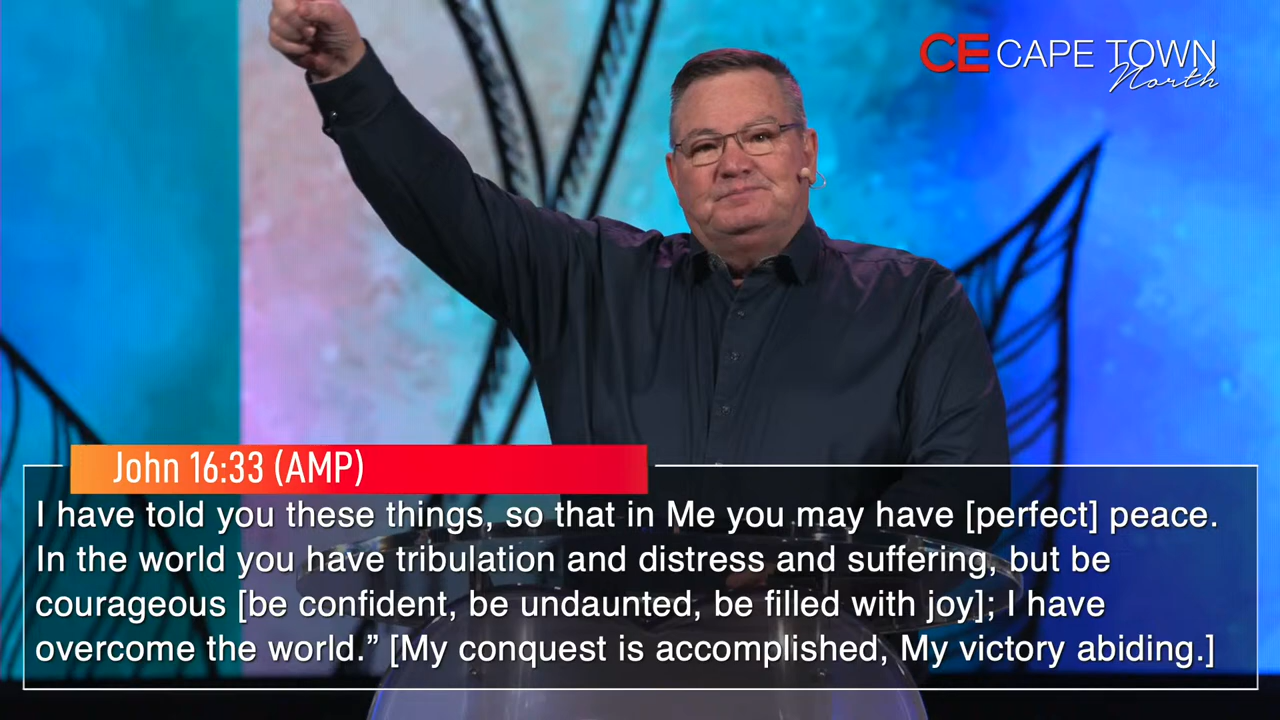 CE CAPE TOWN
North
John 16:33 (AMP)
I have told you these things, so that in Me you may have [perfect] peace.
In the world you have tribulation and distress and suffering, but be
courageous [be confident, be undaunted, be filled with joy]; I have
overcome the world.” [My conquest is accomplished, My victory abiding.]